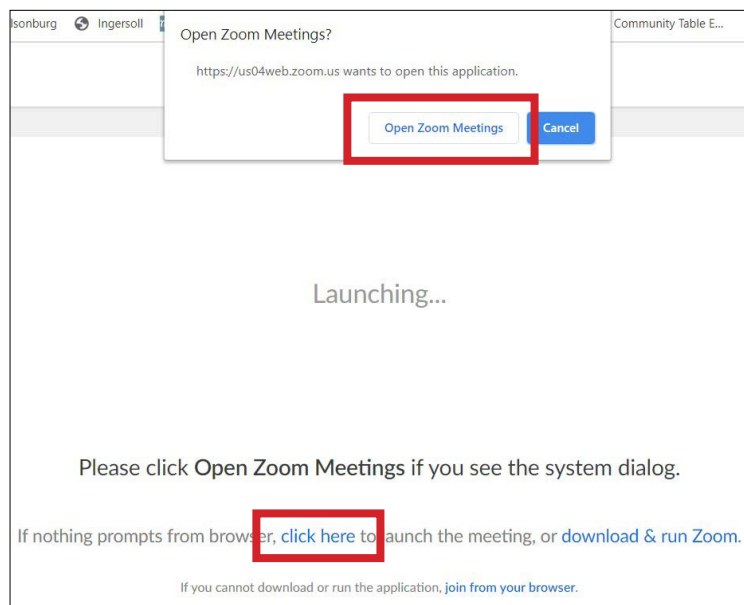 Ingersoll
Open Zoom Meetings?
Community Table E...
https://us04web.zoom.us wants to open this application.
Open Zoom Meetings Cancel
Launching...
Please click Open Zoom Meetings if you see the system dialog.
If nothing prompts from browser, click here to launch the meeting, or download & run Zoom.
If you cannot download or run the application, join from your browser.